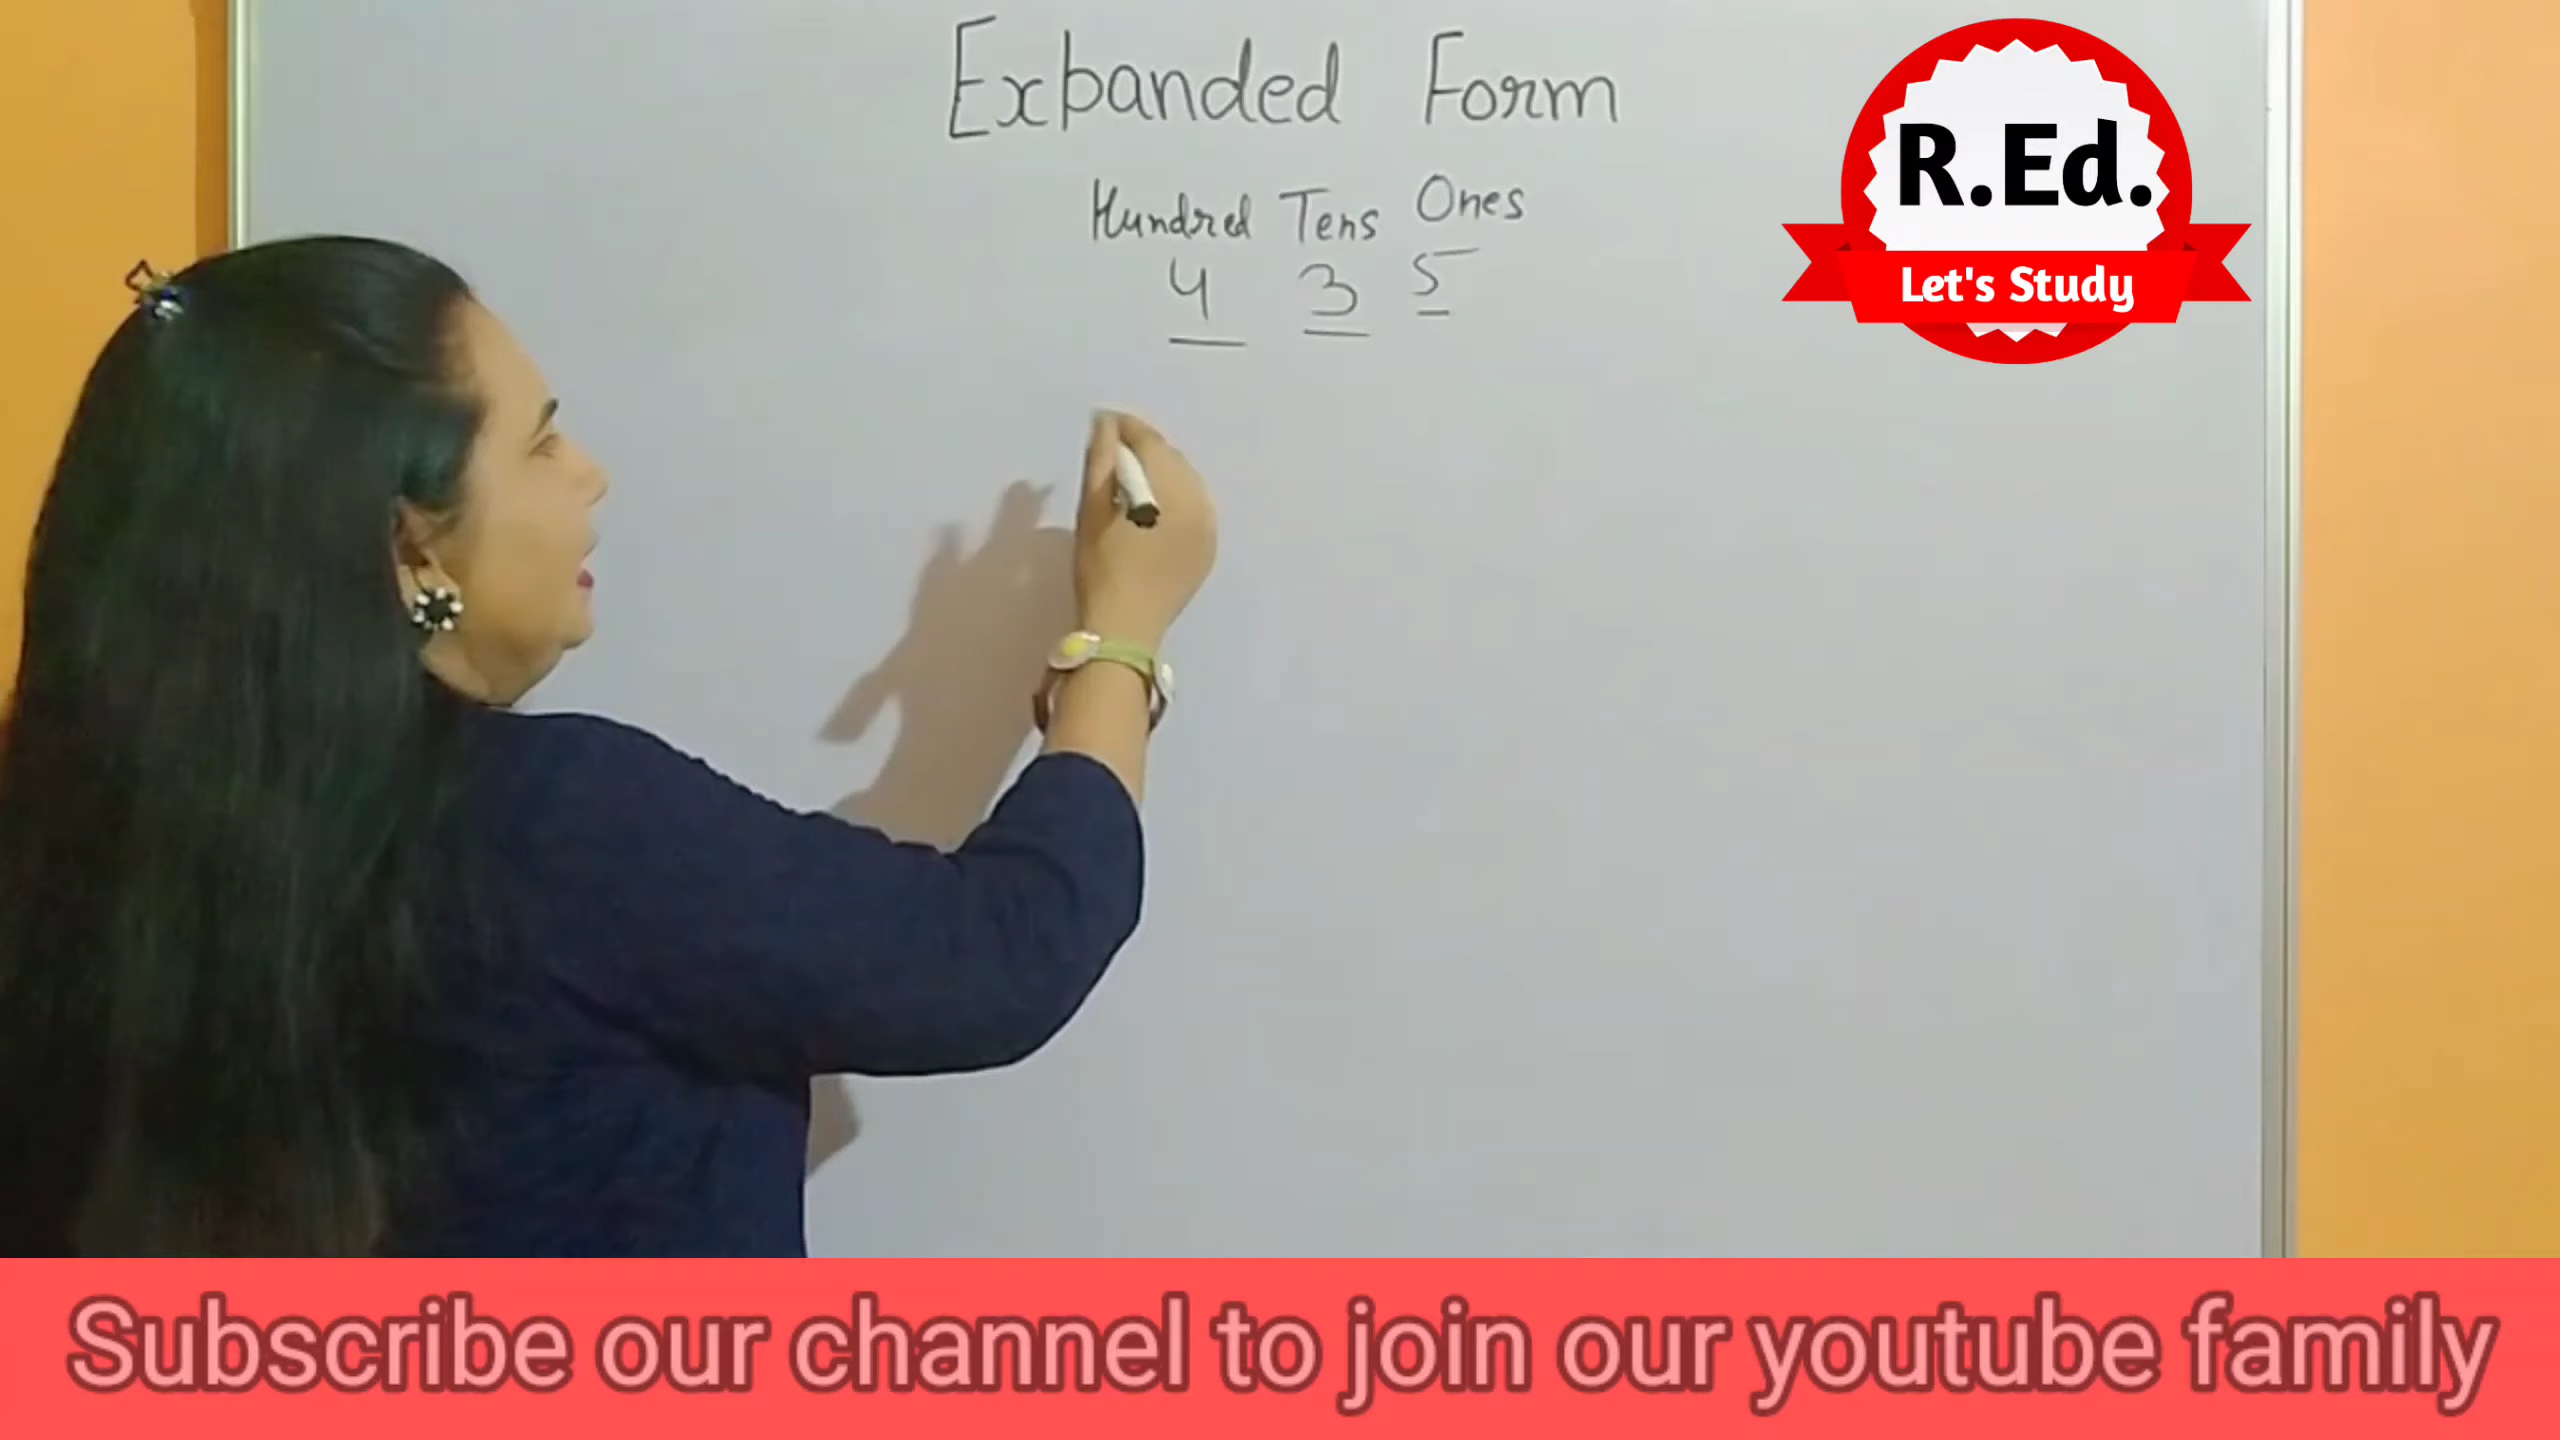 Expanded Form
Hundred Tens Ones
4 3 5
R.Ed.
Let's Study
Subscribe our channel to join our youtube family